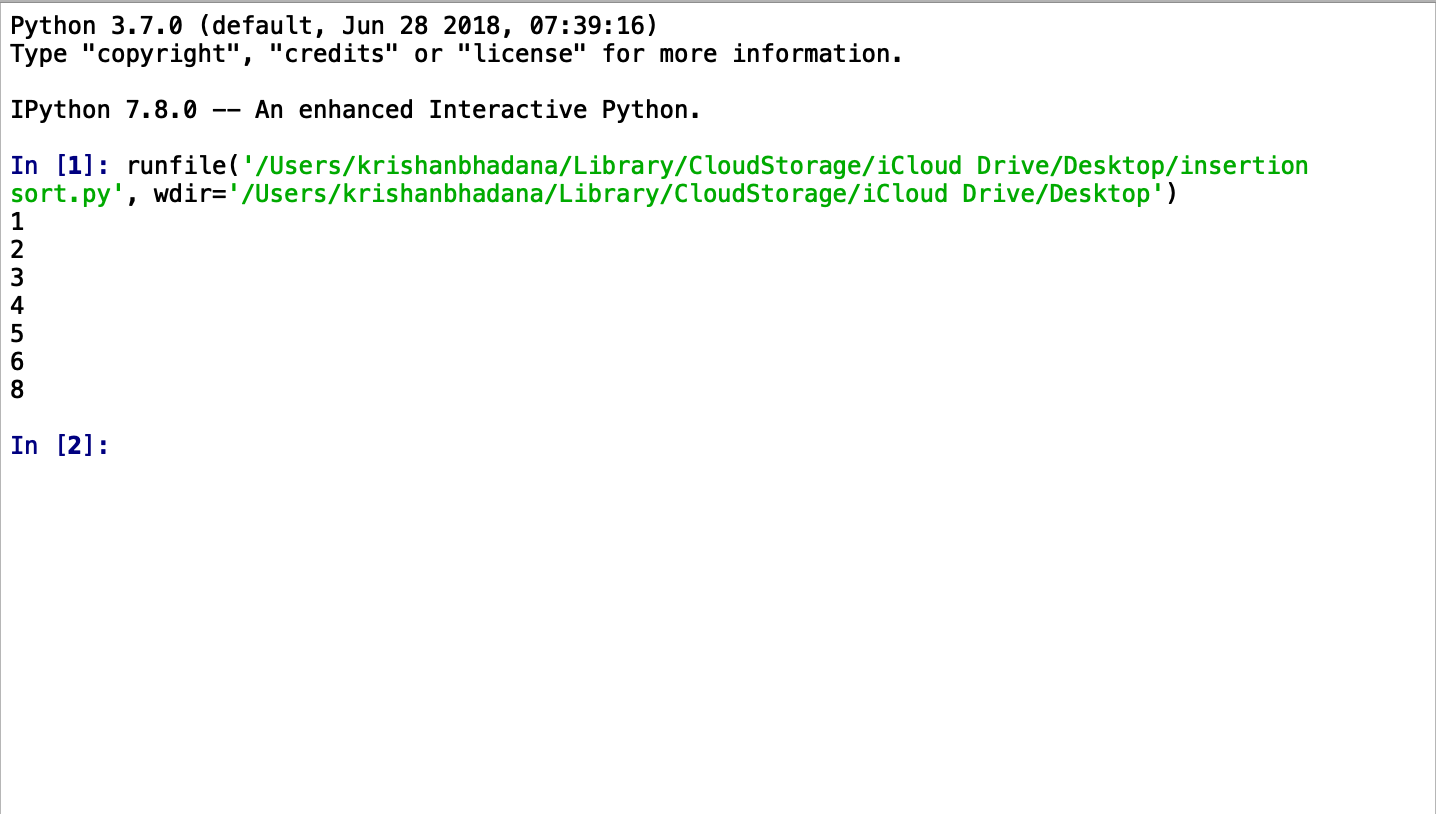 Python 3.7.0 (default, Jun 28 2018, 07:39:16)
Type "copyright", "credits" or "license" for more information.
IPython 7.8.0 -- An enhanced Interactive Python.
In [1]: runfile('/Users/krishanbhadana/Library/CloudStorage/iCloud Drive/Desktop/insertion
sort.py', wdir='/Users/krishanbhadana/Library/CloudStorage/iCloud Drive/Desktop')
1
2
3
4
5
6
8
In [2]: